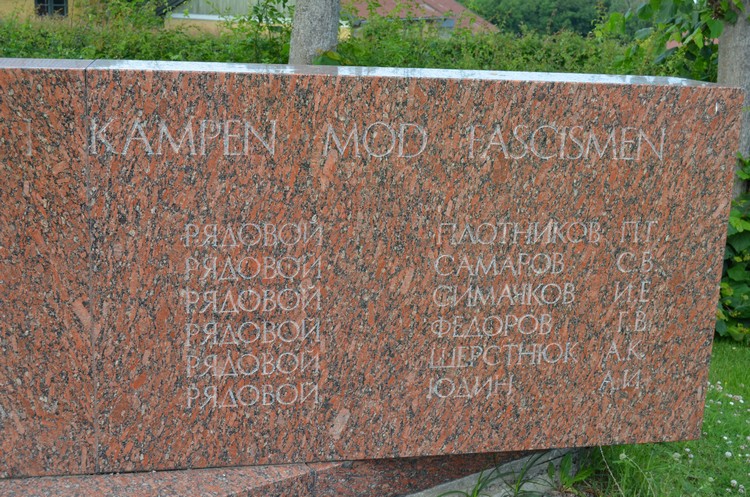 I KAMPEN MOD FASCISMEN
РЯДОВОЙ ПЛОТНИКОВ П.Г.
РЯДОВОЙ САМАРОВ С.В.
РЯДОВОЙ СИМАЧКОВ И.Е.
РЯДОВОЙ ФЕДОРОВ Г.В.
РЯДОВОЙ ШЕРСТНЮК А.К.
РЯДОВОЙ ЮДИН А.И.